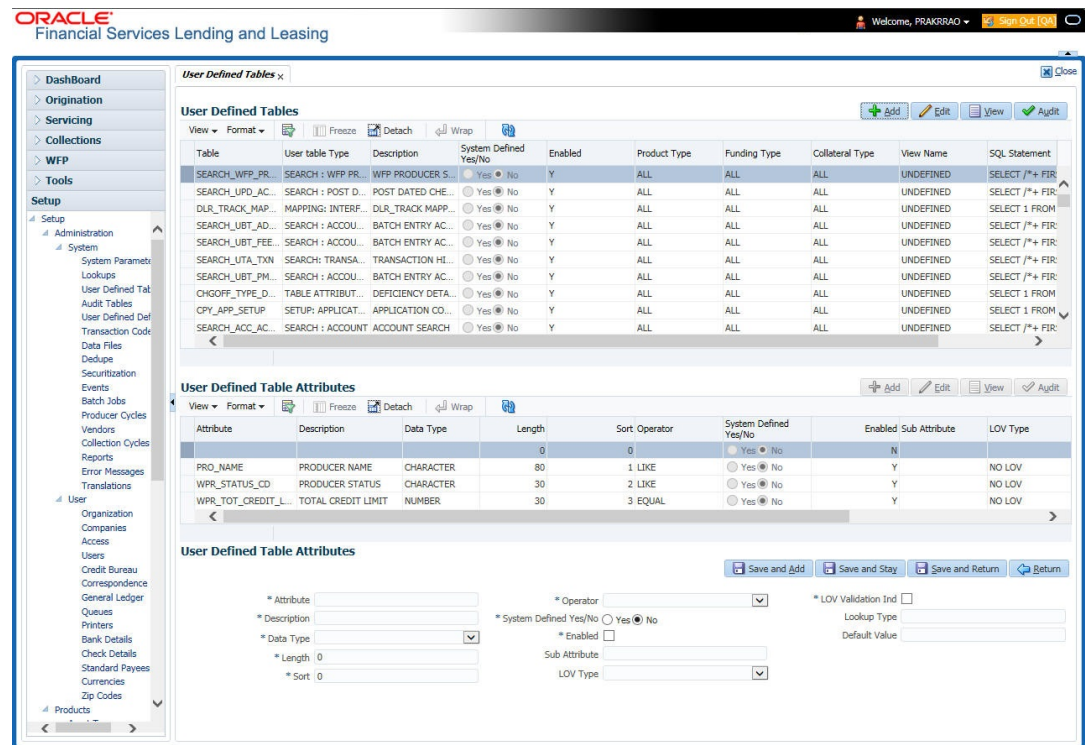 ORACLE
Financial Services Lending and Leasing
Welcome, PRAKRRAO
Sign Out [QA]
Close
DashBoard
Origination
Servicing
Collections
WFP
Tools
Setup
Setup
Administration
System
System Paramete
Lookups
User Defined Tab
Audit Tables
User Defined Def
Transaction Code
Data Files
Dedupe
Securitization
Events
Batch Jobs
Producer Cycles
Vendors
Collection Cycles
Reports
Error Messages
Translations
User
Organization
Companies
Access
Users
Credit Bureau
Correspondence
General Ledger
Queues
Printers
Bank Details
Check Details
Standard Payees
Currencies
Zip Codes
Products
User Defined Tables x
User Defined Tables
Add Edit View Audit
View Format Freeze Detach Wrap
Table User table Type Description System Defined Yes/No Enabled Product Type Funding Type Collateral Type View Name SQL Statement
SEARCH_WFP_PR... SEARCH : WFP PR... WFP PRODUCER S... Yes No Y ALL ALL ALL UNDEFINED SELECT /*+ FIR
SEARCH_UPD_AC... SEARCH : POST D... POST DATED CHE... Yes No Y ALL ALL ALL UNDEFINED SELECT /*+ FIR
DLR_TRACK_MAP... MAPPING: INTERF... DLR_TRACK MAPP... Yes No Y ALL ALL ALL UNDEFINED SELECT 1 FROM
SEARCH_UBT_AD... SEARCH : ACCOU... BATCH ENTRY AC... Yes No Y ALL ALL ALL UNDEFINED SELECT /*+ FIR
SEARCH_UBT_FEE... SEARCH : ACCOU... BATCH ENTRY AC... Yes No Y ALL ALL ALL UNDEFINED SELECT /*+ FIR
SEARCH_UTA_TXN SEARCH: TRANSA... TRANSACTION HI... Yes No Y ALL ALL ALL UNDEFINED SELECT /*+ FIR
SEARCH_UBT_PM... SEARCH : ACCOU... BATCH ENTRY AC... Yes No Y ALL ALL ALL UNDEFINED SELECT /*+ FIR
CHGOFF_TYPE_D... TABLE ATTRIBUT... DEFICIENCY DETA... Yes No Y ALL ALL ALL UNDEFINED SELECT 1 FROM
CPY_APP_SETUP SETUP: APPLICAT... APPLICATION CO... Yes No Y ALL ALL ALL UNDEFINED SELECT 1 FROM
SEARCH_ACC_AC... SEARCH : ACCOUNT ACCOUNT SEARCH Yes No Y ALL ALL ALL UNDEFINED SELECT /*+ FIR
User Defined Table Attributes
Add Edit View Audit
View Format Freeze Detach Wrap
Attribute Description Data Type Length Sort Operator System Defined Yes/No Enabled Sub Attribute LOV Type
0 0 Yes No N
PRO_NAME PRODUCER NAME CHARACTER 80 1 LIKE Yes No Y NO LOV
WPR_STATUS_CD PRODUCER STATUS CHARACTER 30 2 LIKE Yes No Y NO LOV
WPR_TOT_CREDIT_L... TOTAL CREDIT LIMIT NUMBER 30 3 EQUAL Yes No Y NO LOV
User Defined Table Attributes
Save and Add Save and Stay Save and Return Return
* Attribute
* Description
* Data Type
* Length 0
* Sort 0
* Operator
* System Defined Yes/No Yes No
* Enabled
Sub Attribute
LOV Type
* LOV Validation Ind
Lookup Type
Default Value